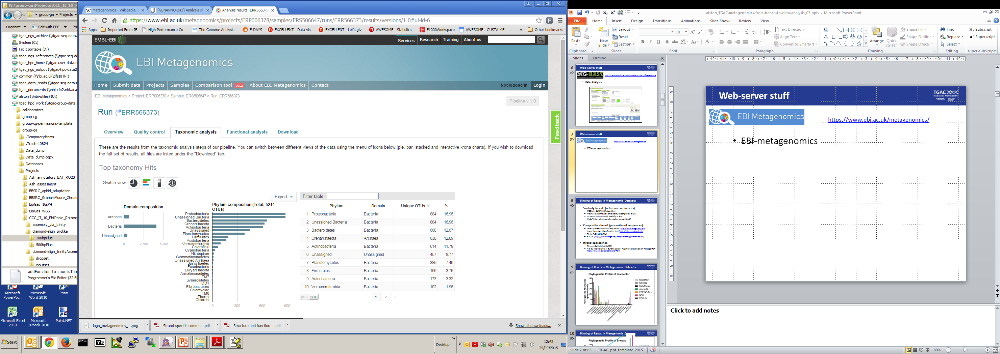 W:\group-ga\Projects\CCC_II_10_P
group-ga ▸ Projects ▸
Organize
Edit with PFE
Pri
tgac_ngs_archive (\\tgac-seq-data.
System (C:)
Fix it portable (D:)
tgac_ngs_references (\\tgac-seq-da
tgac_hpc_home (\\tgac-user-data.n
tgac_ngs_output (\\tgac-hpc-data2)
common (\\nbi.ac.uk\dfs$) (P:)
tgac_data_reads (\\tgac-seq-data.n
tgac_documents (\\nbi-cfs2.nbi.ac.u
alston (\\nbi-ufiles) (U:)
tgac_hpc_work (\\tgac-group-data.n
collaborators
group-cg
group-cg-permissions-template
group-ga
.TemporaryItems
.Trash-10824
Data_dump
Data_dump copy
Databases
Projects
Ash_annotators_BAT_RO23
Ash_assessment
BBSRC_aphid_adaptation
BBSRC_GrahamMoore_Chrom
BioGas_16sV4
BioGas_WGS
CCC_II_10_PhilPoole_Rhizosp
assembly_via_trinity
diamond-align_prokka
200bpPlus
500bpPlus
diamond-align_trinityAssemb
dropset
inputset
addFunction-to-countsTab
Programmer's File Editor (32-Bi
Microsoft PowerPo...
Microsoft Word 2010
Prism
Microsoft Excel 2010
Microsoft Outlook 2010
Paint.NET
Metagenomics - Wikipedia, t
[GENANNO-243] Analysis of
Analysis results: ERR566373
https://www.ebi.ac.uk/metagenomics/projects/ERP006378/samples/ERS506647/runs/ERR566373/results/versions/1.0#ui-id-6
Apps
Imported From IE
High Performance Co...
The Genome Analysis ...
E-DAYS
EXCELLENT - Data vis...
EXCELLENT - Let's giv...
AWESOME - Statistics...
F1000Workspace
AWESOME - GUSTA ME
»
Other bookmarks
EMBL-EBI
Services
Research
Training
About us
EBI Metagenomics
Home
Submit data
Projects
Samples
Comparison tool beta
About EBI Metagenomics
Contact
Not logged in
Login
EBI Metagenomics > Project: ERP006378 > Sample: ERS506647 > Run: ERR566373
Pipeline v.1.0
Run (ERR566373)
Feedback
Overview
Quality control
Taxonomic analysis
Functional analysis
Download
These are the results from the taxonomic analysis steps of our pipeline. You can switch between different views of the data using the menu of icons below (pie, bar, stacked and interactive krona charts). If you wish to download
the full set of results, all files are listed under the "Download" tab.
Top taxonomy Hits
Switch view:
Export
Filter table:
Domain composition
Archaea
Bacteria
Unassigned
0 2,500 5,000
Phylum composition (Total: 5211
OTUs)
Proteobacteria
Unassigned Bacteria
Bacteroidetes
Crenarchaeota
Actinobacteria
Unassigned
Planctomycetes
Firmicutes
Acidobacteria
Verrucomicrobia
Chloroflexi
Cyanobacteria
Nitrospirae
Gemmatimonadetes
Unassigned Archaea
Spirochaetes
Fusobacteria
Euryarchaeota
Armatimonadetes
TM7
Synergistetes
OD1
Fibrobacteres
Chlamydiae
TM6
Thermi
Chlorobi
0 300 600 900
Phylum Domain Unique OTUs %
1 Proteobacteria Bacteria 884 16.96
2 Unassigned Bacteria Bacteria 884 16.96
3 Bacteroidetes Bacteria 660 12.67
4 Crenarchaeota Archaea 630 12.09
5 Actinobacteria Bacteria 614 11.78
6 Unassigned Unassigned 457 8.77
7 Planctomycetes Bacteria 389 7.46
8 Firmicutes Bacteria 196 3.76
9 Acidobacteria Bacteria 173 3.32
10 Verrucomicrobia Bacteria 102 1.96
prev next
1 2 3
logo_metagenomics_....png
Strand-specific commu....pdf
Structure and function ....pdf
Show all downloads...
Start
Desktop
12:42
25/09/2015
alston_TGAC-metagenomics-from-bench-to-data-analysis_03.pptx - Microsoft PowerPoint
File Home Insert Design Transitions Animations Slide Show Review View
Paste
Clipboard
New Slide
Layout
Reset
Section
Slides
18
Font
Text Direction
Align Text
Convert to SmartArt
Paragraph
Arrange
Quick Styles
Shape Fill
Shape Outline
Shape Effects
Drawing
Find
Replace
Select
Editing
Subscript
Superscript
super-subScripts
Slides
Outline
6
Web-server stuff
MG-RAST
http://metagenomics.anl.gov/metagenomics.cgi?page=Home
• Data Analysis
7
Web-server stuff
EBI Metagenomics
https://www.ebi.ac.uk/metagenomics/
• EBI-metagenomics
8
Binning of Reads in Metagenomic Datasets
• Similarity-based (reference sequences)
• Composition-based (properties of sequences)
• Hybrid approaches
9
Binning of Reads in Metagenomic Datasets
Phylogenetic Profile of Bioreactor
Phylogenetic Abundance
(phylum level)
MG-RAST
MEGAN
MetaPhyler
phymmBL
FCP(NB-BL)
NBC
FOCUS
10
Binning of Reads in Metagenomic
Phylogenetic Profile of Bioreac
Web-server stuff
TGAC
The Genome Analysis Centre
BBSRC
EBI Metagenomics
https://www.ebi.ac.uk/metagenomics/
• EBI-metagenomics
Click to add notes
Slide 7 of 63
"TGAC_ppt_template_2015"
80%